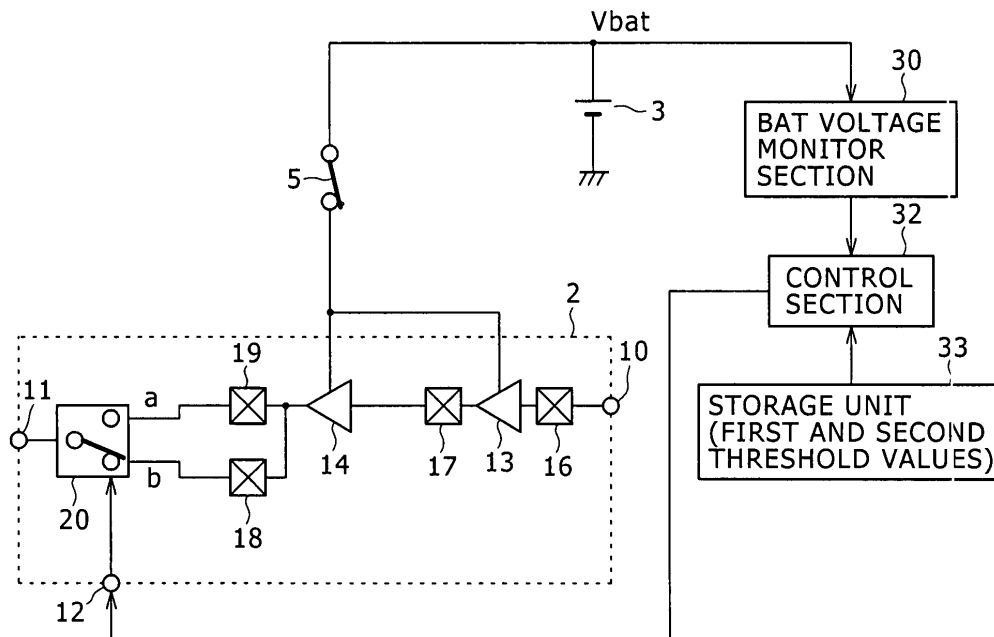 Vbat
30
3
BAT VOLTAGE
MONITOR
SECTION
5
32
CONTROL
SECTION
2
10
33
19
11
a
STORAGE UNIT
(FIRST AND SECOND
THRESHOLD VALUES)
14
17
13
16
b
20
18
12